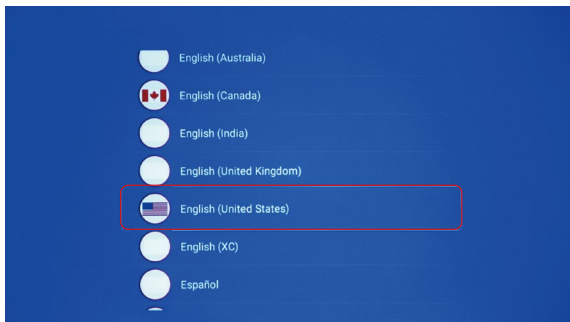 English (Australia)
English (Canada)
English (India)
English (United Kingdom)
English (United States)
English (XC)
Español